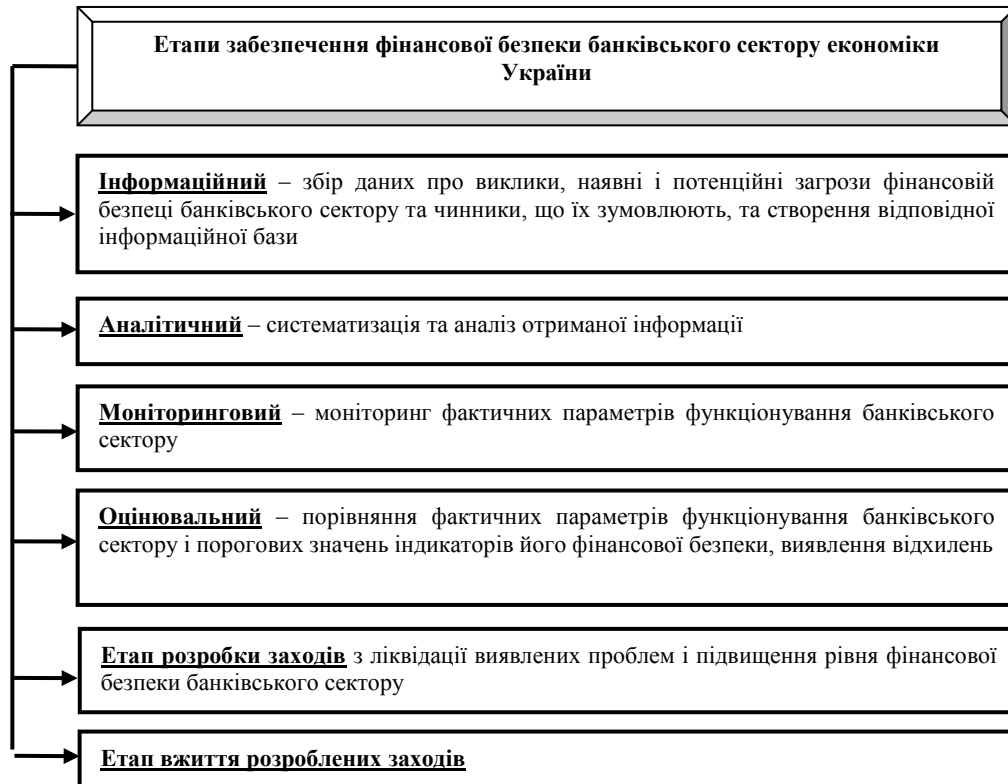 Етапи забезпечення фінансової безпеки банківського сектору економіки
України
Інформаційний – збір даних про виклики, наявні і потенційні загрози фінансовій
безпеці банківського сектору та чинники, що їх зумовлюють, та створення відповідної
інформаційної бази
Аналітичний – систематизація та аналіз отриманої інформації
Моніторинговий – моніторинг фактичних параметрів функціонування банківського
сектору
Оцінювальний – порівняння фактичних параметрів функціонування банківського
сектору і порогових значень індикаторів його фінансової безпеки, виявлення відхилень
Етап розробки заходів з ліквідації виявлених проблем і підвищення рівня фінансової
безпеки банківського сектору
Етап вжиття розроблених заходів